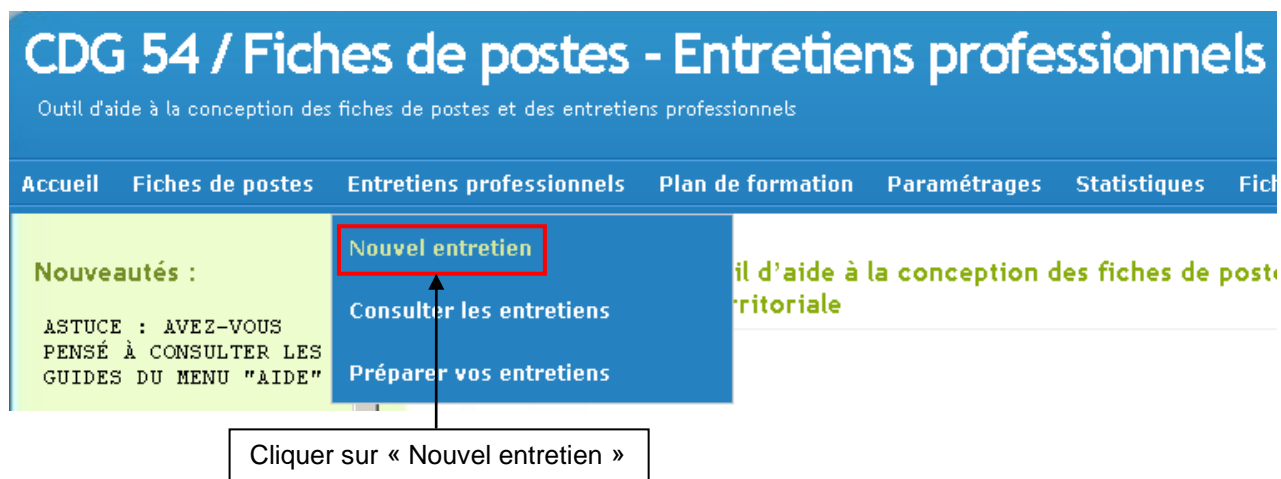 CDG 54 / Fiches de postes - Entretiens professionnels
Outil d'aide à la conception des fiches de postes et des entretiens professionnels
Accueil Fiches de postes Entretiens professionnels Plan de formation Paramétrages Statistiques Fich
Nouveautés :
ASTUCE : AVEZ-VOUS
PENSÉ À CONSULTER LES
GUIDES DU MENU "AIDE"
Nouvel entretien
Consulter les entretiens
Préparer vos entretiens
il d'aide à la conception des fiches de poste
rritoriale
Cliquer sur « Nouvel entretien »